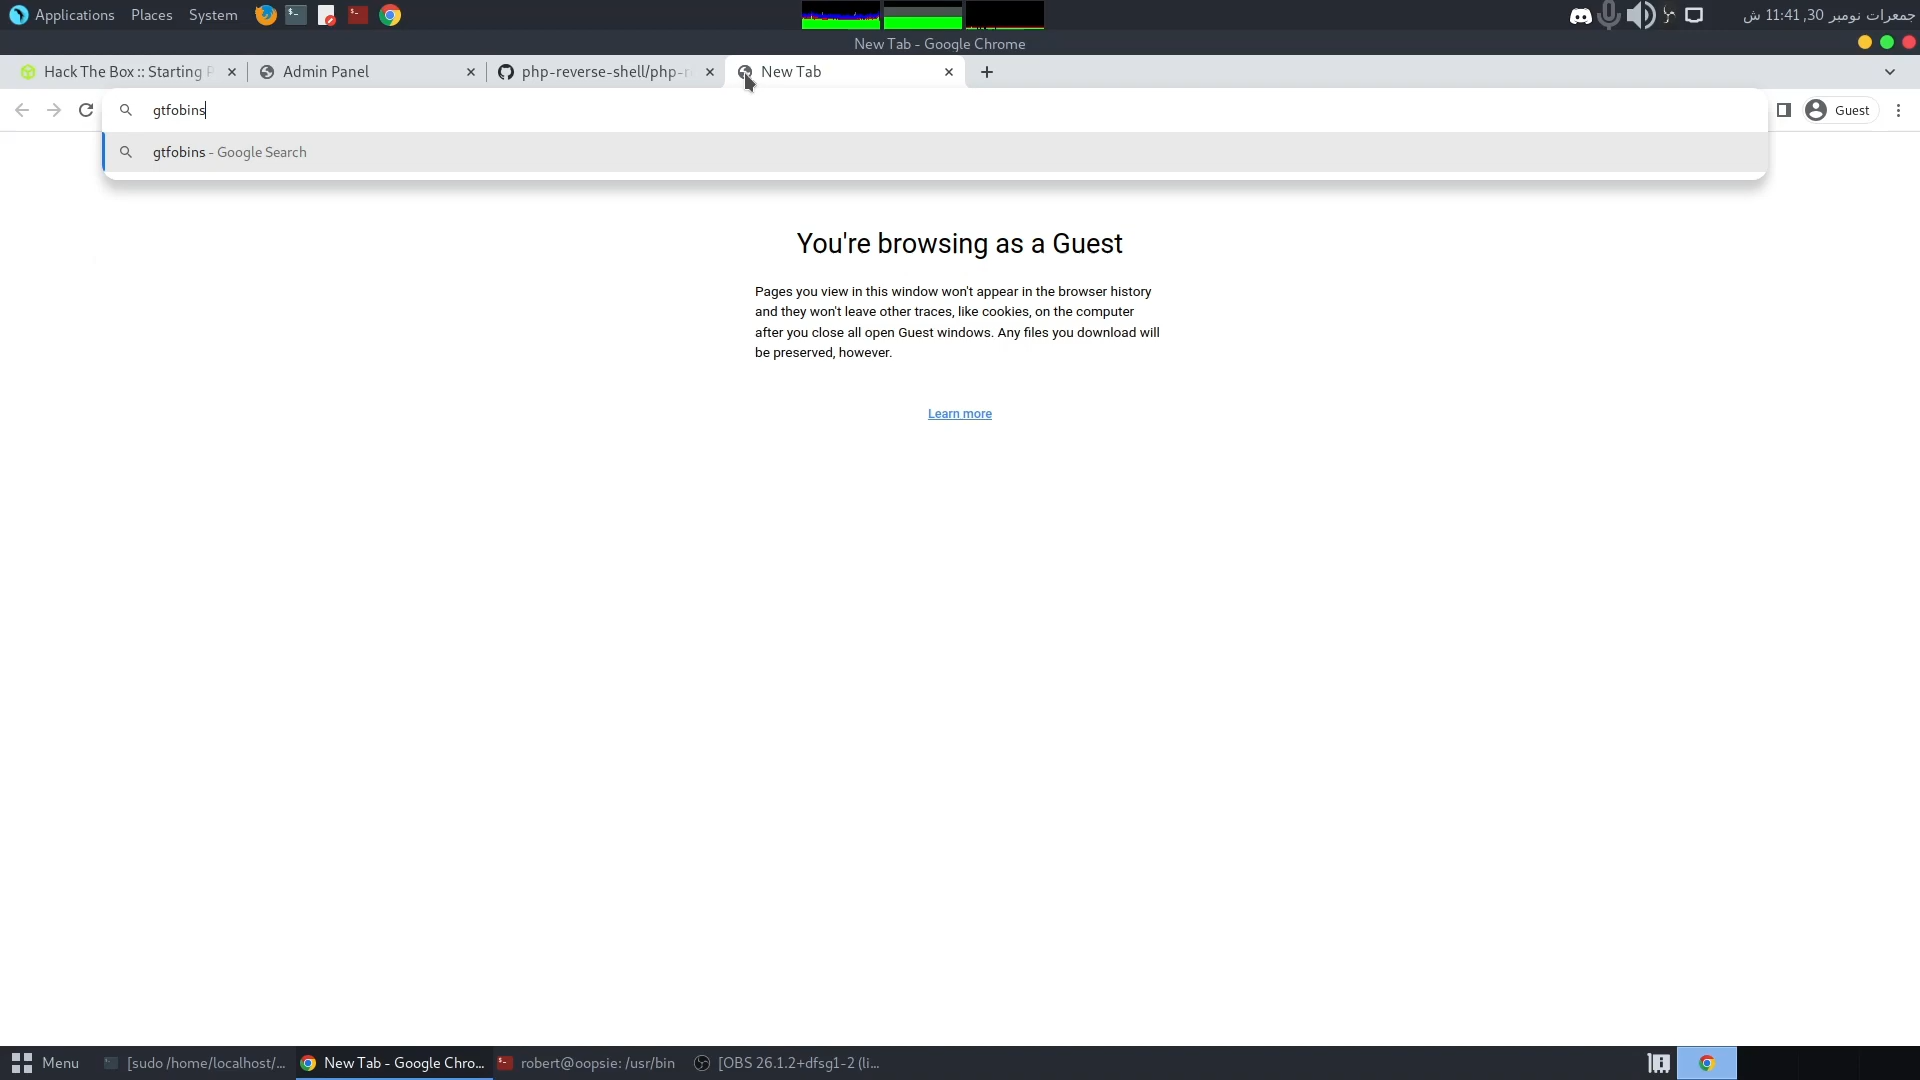 Applications Places System
جمعرات نومبر 30, 11:41 ش
New Tab - Google Chrome
Hack The Box :: Starting P
Admin Panel
php-reverse-shell/php-r
New Tab
gtfobins
Guest
gtfobins - Google Search
You're browsing as a Guest
Pages you view in this window won't appear in the browser history
and they won't leave other traces, like cookies, on the computer
after you close all open Guest windows. Any files you download will
be preserved, however.
Learn more
Menu
[sudo /home/localhost/...
New Tab - Google Chro...
robert@oopsie: /usr/bin
[OBS 26.1.2+dfsg1-2 (li...